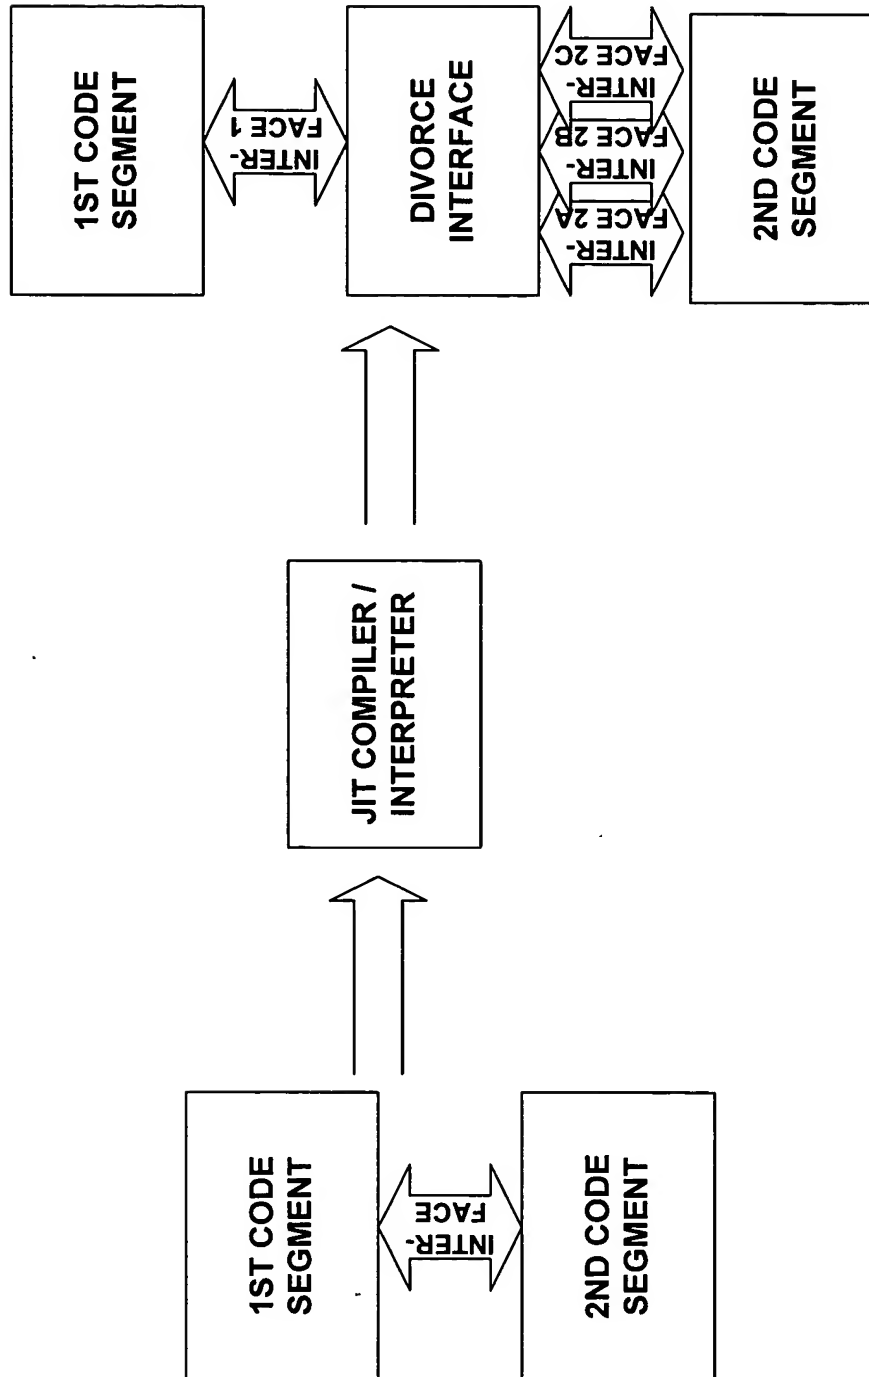 1ST CODE
SEGMENT
INTER-
FACE
2ND CODE
SEGMENT
JIT COMPILER /
INTERPRETER
1ST CODE
SEGMENT
INTER-
FACE 1
DIVORCE
INTERFACE
INTER-
FACE 2A
INTER-
FACE 2B
INTER-
FACE 2C
2ND CODE
SEGMENT